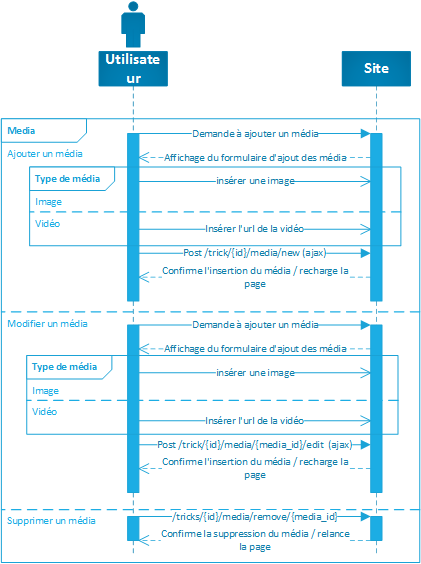 Utilisate
ur
Site
Media
Demande à ajouter un média
Ajouter un média
Affichage du formulaire d'ajout des média
Type de média
insérer une image
Image
Vidéo
Insérer l'url de la vidéo
Post /trick/{id}/media/new (ajax)
Confirme l'insertion du média / recharge la
page
Modifier un média
Demande à ajouter un média
Affichage du formulaire d'ajout des média
Type de média
insérer une image
Image
Vidéo
Insérer l'url de la vidéo
Post /trick/{id}/media/{media_id}/edit (ajax)
Confirme l'insertion du média / recharge la
page
Supprimer un média
/tricks/{id}/media/remove/{media_id}
Confirme la suppression du média / relance
la page